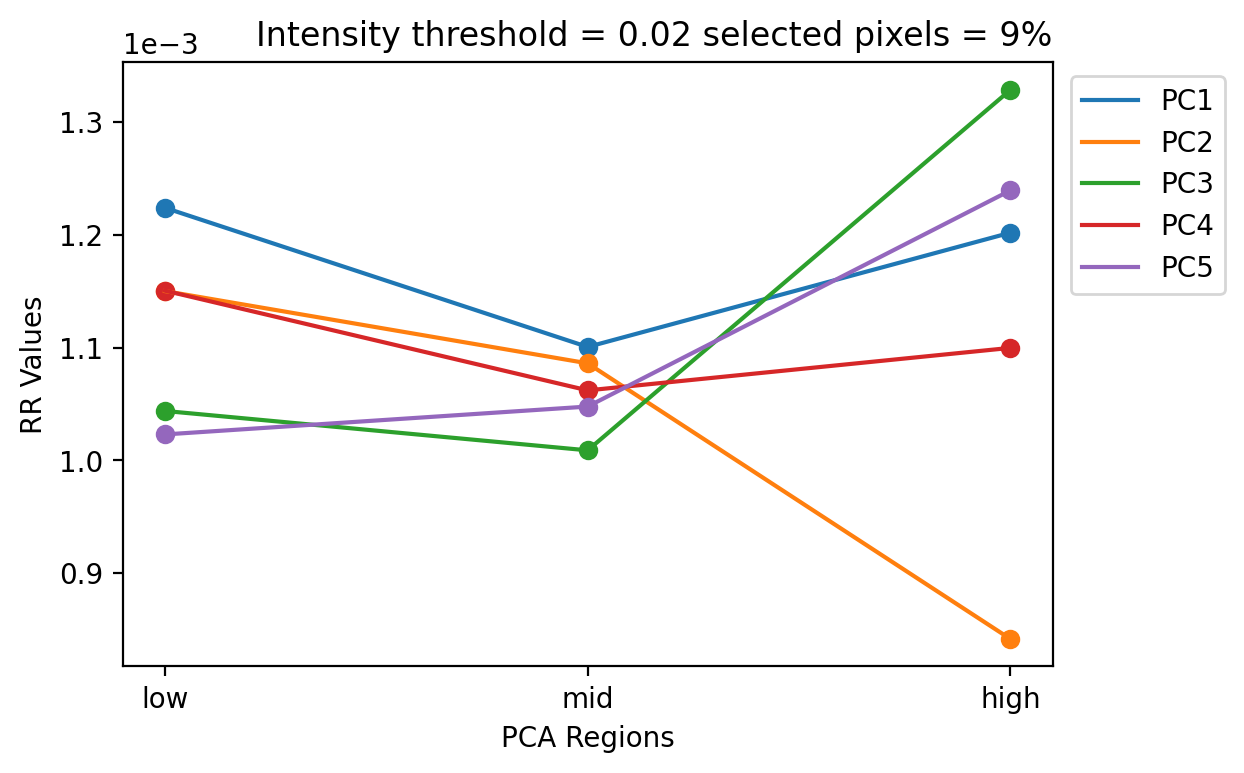 Intensity threshold = 0.02 selected pixels = 9%
1e−3
1.3
1.2
1.1
1.0
0.9
RR Values
low
mid
high
PCA Regions
PC1
PC2
PC3
PC4
PC5